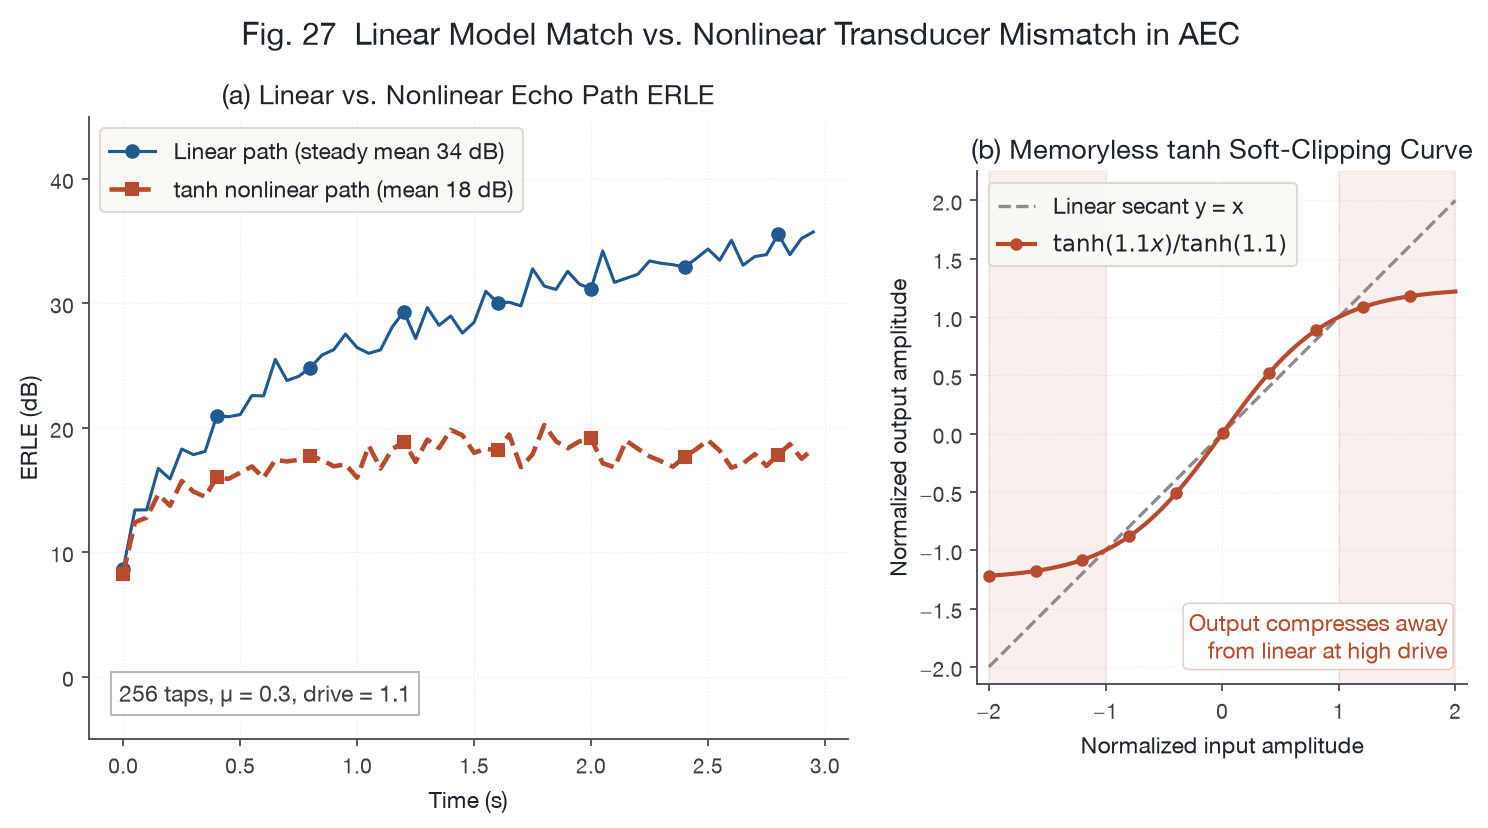 Fig. 27  Linear Model Match vs. Nonlinear Transducer Mismatch in AEC
(a) Linear vs. Nonlinear Echo Path ERLE
Linear path (steady mean 34 dB)
tanh nonlinear path (mean 18 dB)
ERLE (dB)
40
30
20
10
0
256 taps, µ = 0.3, drive = 1.1
0.0 0.5 1.0 1.5 2.0 2.5 3.0
Time (s)
(b) Memoryless tanh Soft-Clipping Curve
Linear secant y = x
tanh(1.1x)/tanh(1.1)
Normalized output amplitude
2.0
1.5
1.0
0.5
0.0
−0.5
−1.0
−1.5
−2.0
Output compresses away
from linear at high drive
−2 −1 0 1 2
Normalized input amplitude